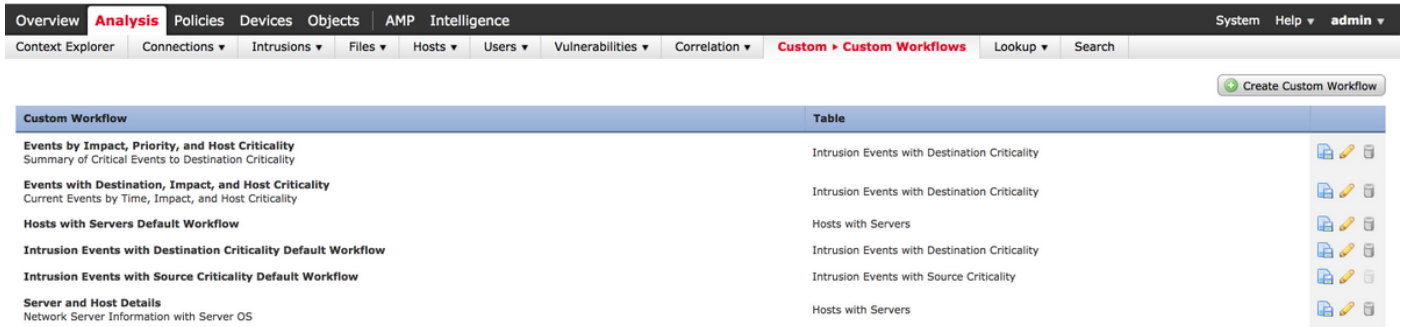 Overview Analysis Policies Devices Objects AMP Intelligence System Help ▾ admin ▾
Context Explorer Connections ▾ Intrusions ▾ Files ▾ Hosts ▾ Users ▾ Vulnerabilities ▾ Correlation ▾ Custom ▸ Custom Workflows Lookup ▾ Search
Create Custom Workflow
Custom Workflow Table
Events by Impact, Priority, and Host Criticality
Summary of Critical Events to Destination Criticality
Intrusion Events with Destination Criticality
Events with Destination, Impact, and Host Criticality
Current Events by Time, Impact, and Host Criticality
Intrusion Events with Destination Criticality
Hosts with Servers Default Workflow Hosts with Servers
Intrusion Events with Destination Criticality Default Workflow Intrusion Events with Destination Criticality
Intrusion Events with Source Criticality Default Workflow Intrusion Events with Source Criticality
Server and Host Details
Network Server Information with Server OS
Hosts with Servers